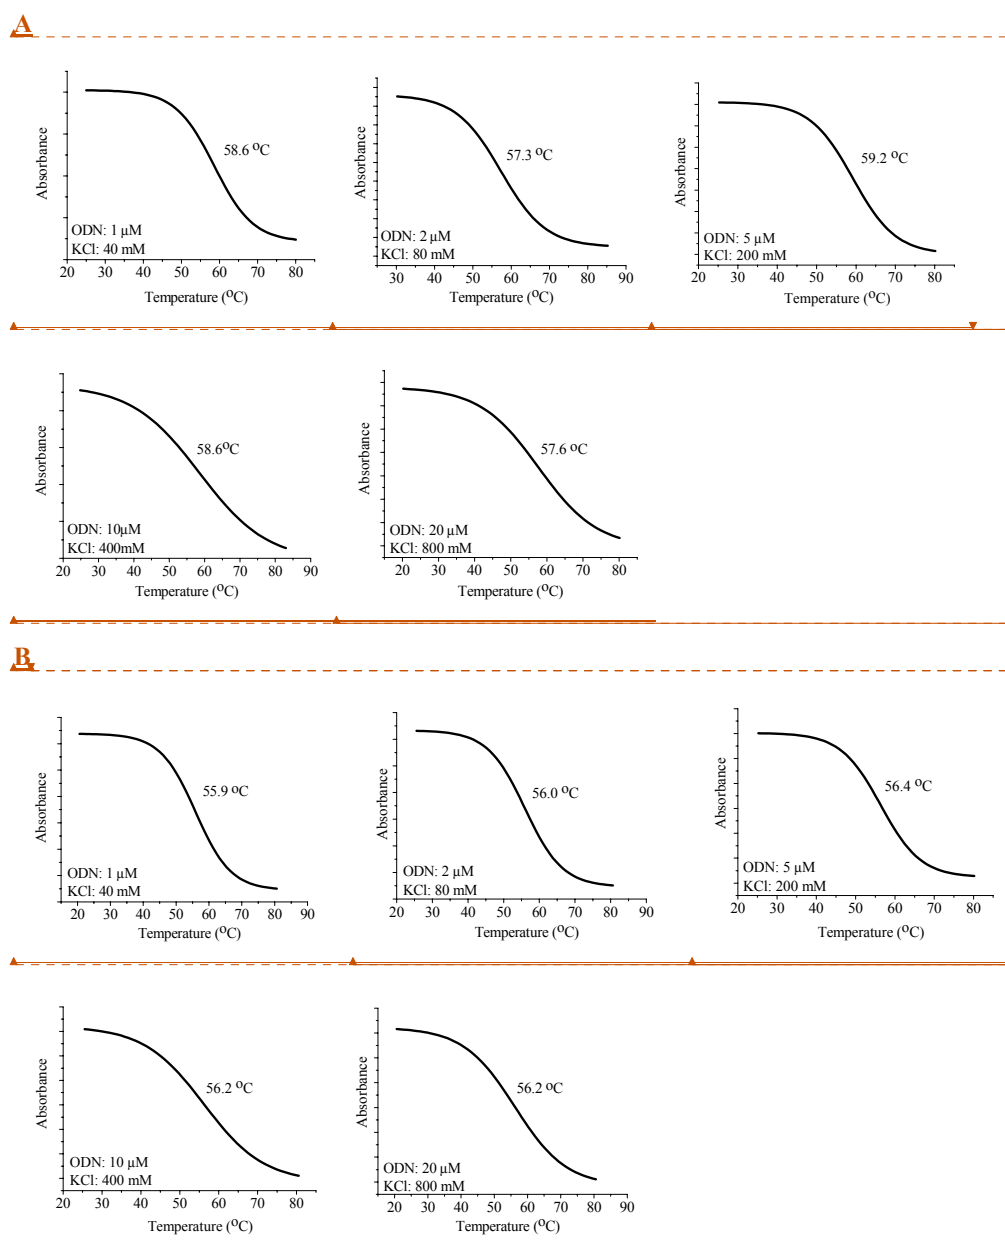 A
Absorbance
58.6 ᴼC
ODN: 1 µM
KCl: 40 mM
20 30 40 50 60 70 80
Temperature (ᴼC)
Absorbance
57.3 ᴼC
ODN: 2 µM
KCl: 80 mM
30 40 50 60 70 80 90
Temperature (ᴼC)
Absorbance
59.2 ᴼC
ODN: 5 µM
KCl: 200 mM
20 30 40 50 60 70 80
Temperature (ᴼC)
Absorbance
58.6ᴼC
ODN: 10µM
KCl: 400mM
20 30 40 50 60 70 80 90
Temperature (ᴼC)
Absorbance
57.6 ᴼC
ODN: 20 µM
KCl: 800 mM
20 30 40 50 60 70 80
Temperature (ᴼC)
B
Absorbance
55.9 ᴼC
ODN: 1 µM
KCl: 40 mM
20 30 40 50 60 70 80 90
Temperature (ᴼC)
Absorbance
56.0 ᴼC
ODN: 2 µM
KCl: 80 mM
20 30 40 50 60 70 80 90
Temperature (ᴼC)
Absorbance
56.4 ᴼC
ODN: 5 µM
KCl: 200 mM
20 30 40 50 60 70 80
Temperature (ᴼC)
Absorbance
56.2 ᴼC
ODN: 10 µM
KCl: 400 mM
20 30 40 50 60 70 80
Temperature (ᴼC)
Absorbance
56.2 ᴼC
ODN: 20 µM
KCl: 800 mM
20 30 40 50 60 70 80 90
Temperature (ᴼC)